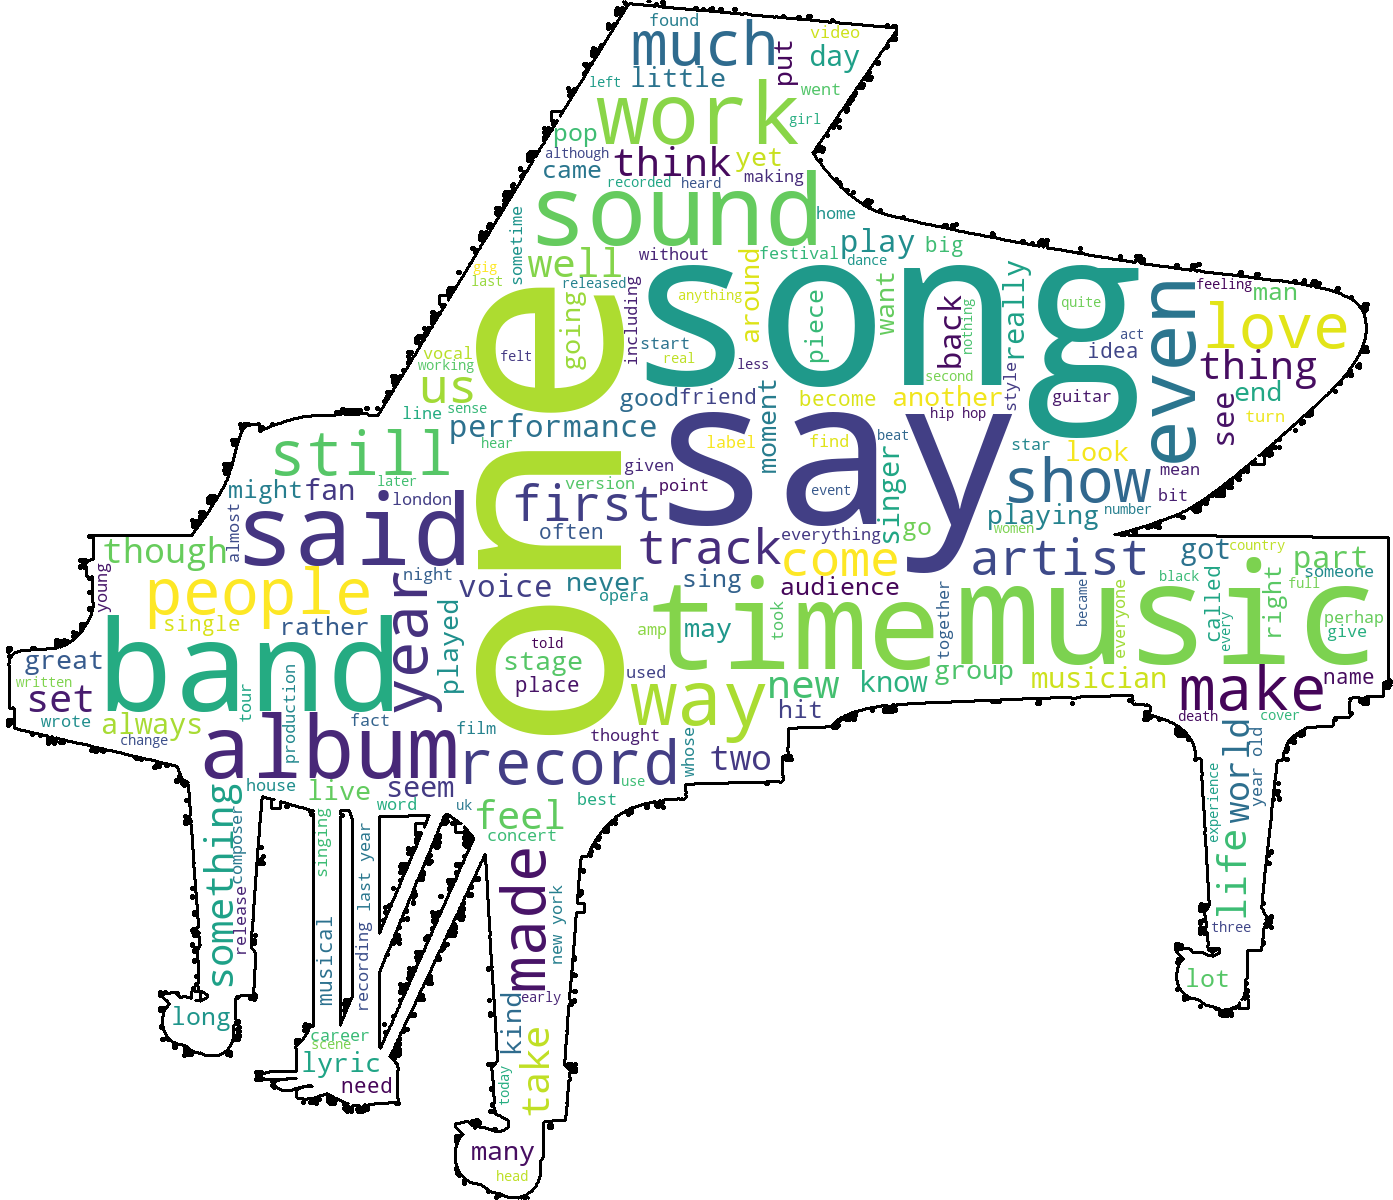 found
much
video
put
day
left
little
went
work
girl
pop
although
think
yet
came
recorded
heard
making
sound
home
sometime
play
big
without
festival
dance
well
gig
last
released
anything
including
around
want
song
really
quite
even
feeling
man
love
going
piece
back
nothing
act
idea
thing
one
felt
vocal
working
start
real
less
second
style
us
good
friend
become
another
hip hop
guitar
see
end
turn
line
sense
performance
moment
label
find
beat
star
look
hear
say
still
later
might
fan
london
given
point
version
event
singer
show
mean
bit
number
first
said
almost
often
everything
go
playing
women
though
track
come
artist
got
country
part
young
people
year
night
voice
never
opera
sing
audience
black
someone
full
single
rather
played
together
became
everyone
called
every
right
perhap
give
band
told
stage
place
amp
may
time
took
music
great
written
set
used
way
new
know
group
musician
make
name
wrote
always
tour
production
fact
film
thought
hit
death
cover
change
album
record
whose
two
world
year old
house
live
seem
word
uk
use
best
feel
concert
something
composer
singing
last year
made
life
experience
release
musical
recording
new york
three
long
kind
early
lot
career
scene
lyric
need
today
take
many
head